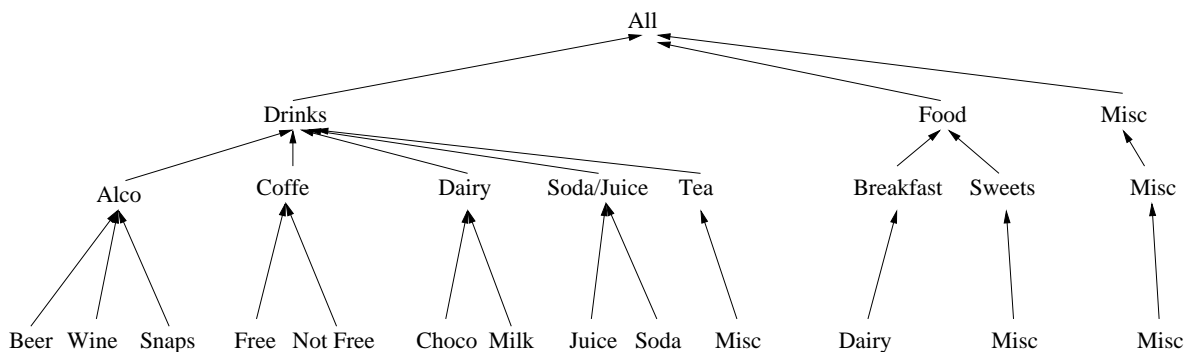 All
Drinks Food Misc
Alco Coffe Dairy Soda/Juice Tea Breakfast Sweets Misc
Beer Wine Snaps Free Not Free Choco Milk Juice Soda Misc Dairy Misc Misc